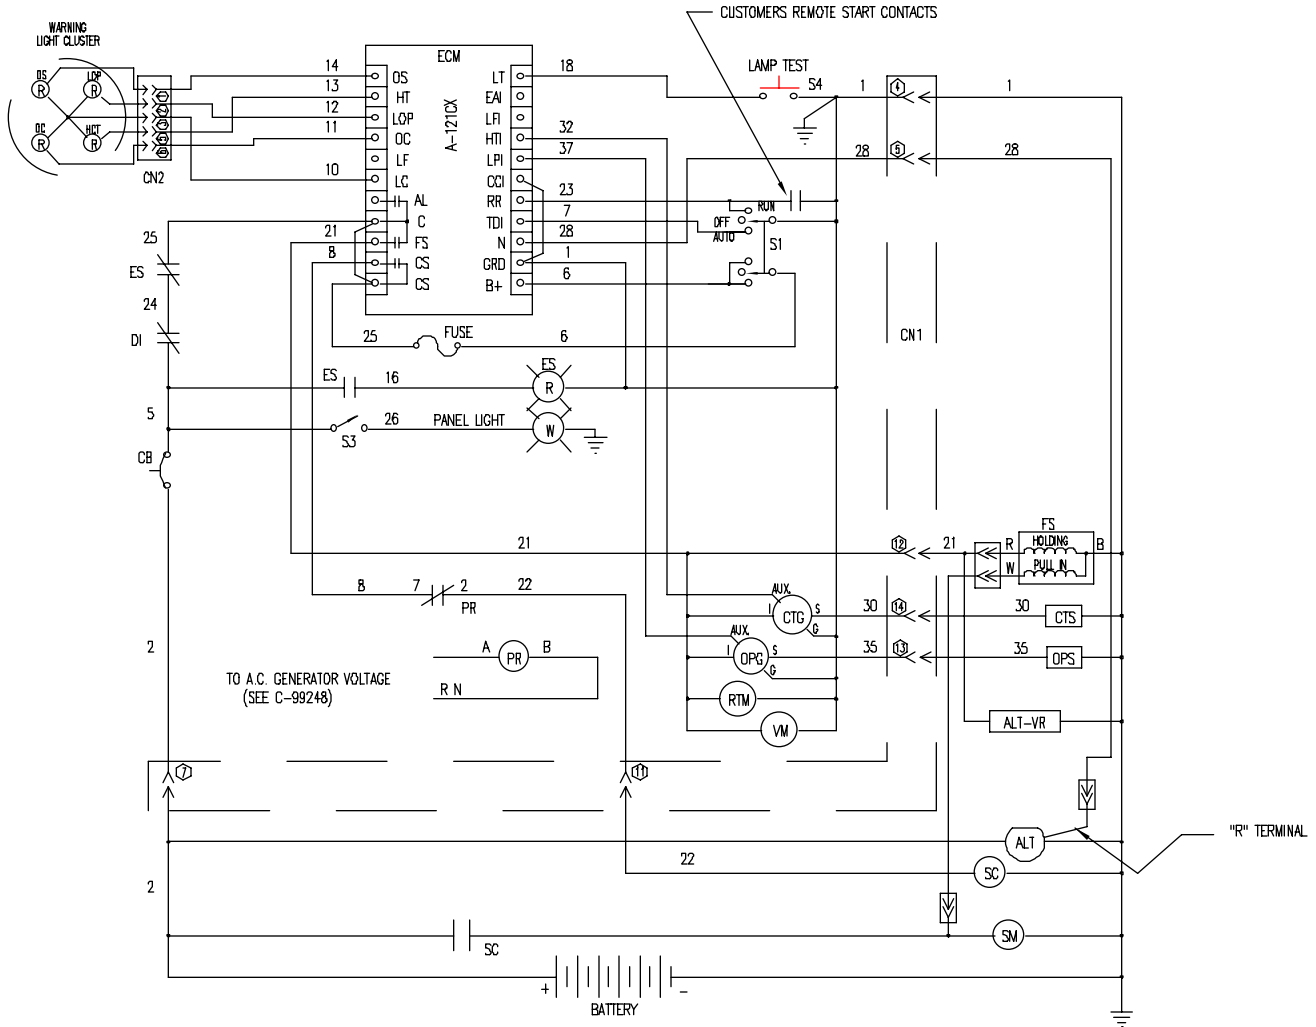 CUSTOMERS REMOTE START CONTACTS
WARNING
LIGHT CLUSTER
OS
LOP
R
R
OC
HCT
R
R
CN2
14
13
12
11
10
ECM
A-121CX
OS
HT
LOP
OC
LF
LC
AL
C
FS
CS
CS
LT
EAI
LFI
HTI
LPI
CCI
RR
TDI
N
GRD
B+
18
32
37
23
7
28
1
6
LAMP TEST
S4
1
4
1
28
5
28
RUN
OFF
AUTO
S1
CN1
21
8
25
ES
24
DI
25
FUSE
6
ES
16
ES
R
5
S3
26
PANEL LIGHT
W
CB
21
12
21
FS
HOLDING
PULL IN
R
W
B
8
7
2
22
PR
AUX.
I
CTG
S
G
30
14
30
CTS
AUX.
I
OPG
S
G
35
13
35
OPS
A
PR
B
R N
2
TO A.C. GENERATOR VOLTAGE
(SEE C-99248)
RTM
VM
ALT-VR
7
11
ALT
"R" TERMINAL
22
SC
2
SC
SM
+
-
BATTERY